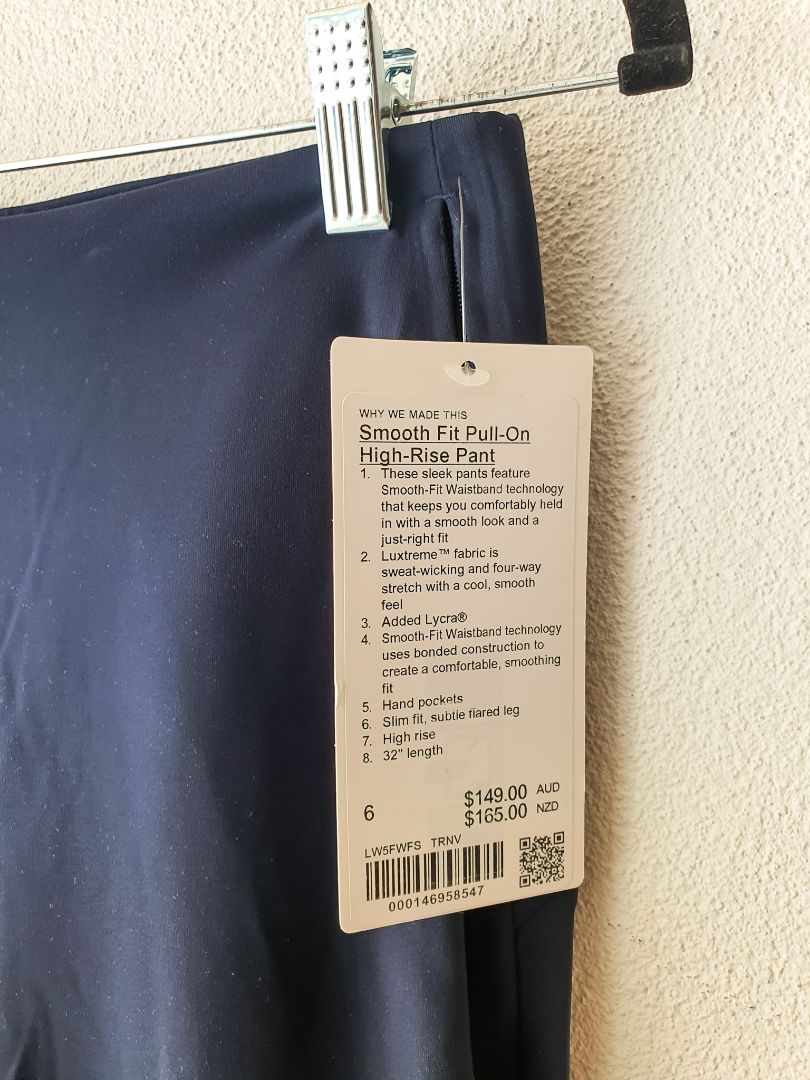 WHY WE MADE THIS
Smooth Fit Pull-On
High-Rise Pant
1. These sleek pants feature
Smooth-Fit Waistband technology
that keeps you comfortably held
in with a smooth look and a
just-right fit
2. Luxtreme™ fabric is
sweat-wicking and four-way
stretch with a cool, smooth
feel
3. Added Lycra®
4. Smooth-Fit Waistband technology
uses bonded construction to
create a comfortable, smoothing
fit
5. Hand pockets
6. Slim fit, subtle flared leg
7. High rise
8. 32" length
6 $149.00 AUD
$165.00 NZD
LW5FWFS TRNV
000146958547